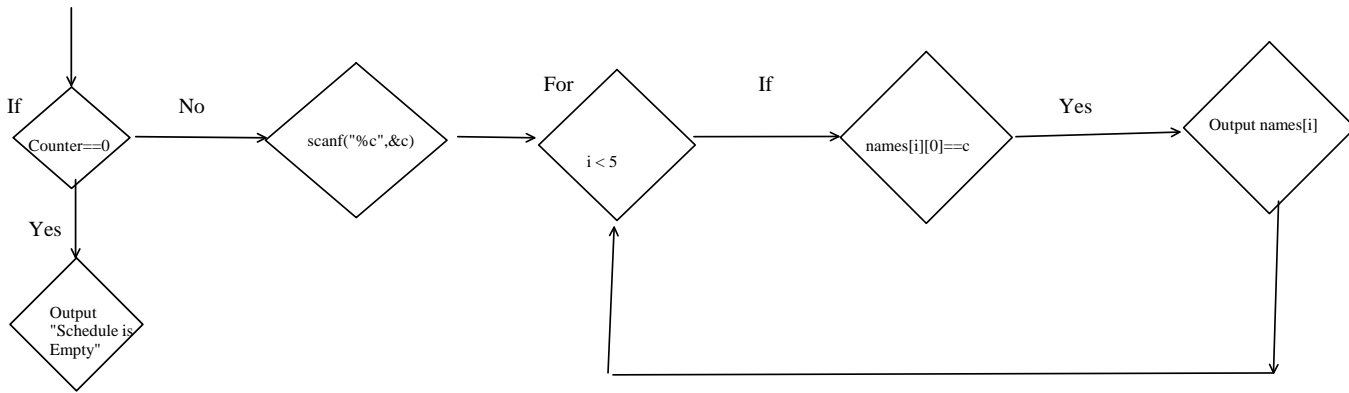 If
Counter==0
No
scanf("%c",&c)
For
i < 5
If
names[i][0]==c
Yes
Output names[i]
Yes
Output
"Schedule is
Empty"